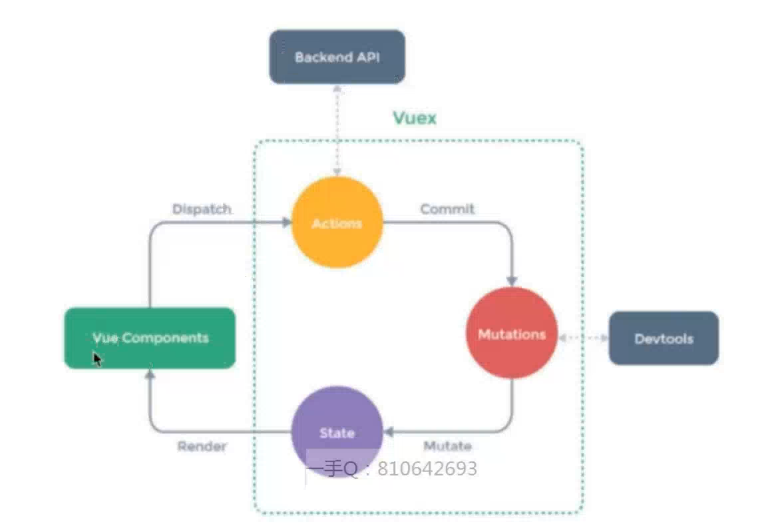 Backend API
Vuex
Dispatch
Actions
Commit
Vue Components
Mutations
Devtools
State
Render
Mutate
一手Q：810642693